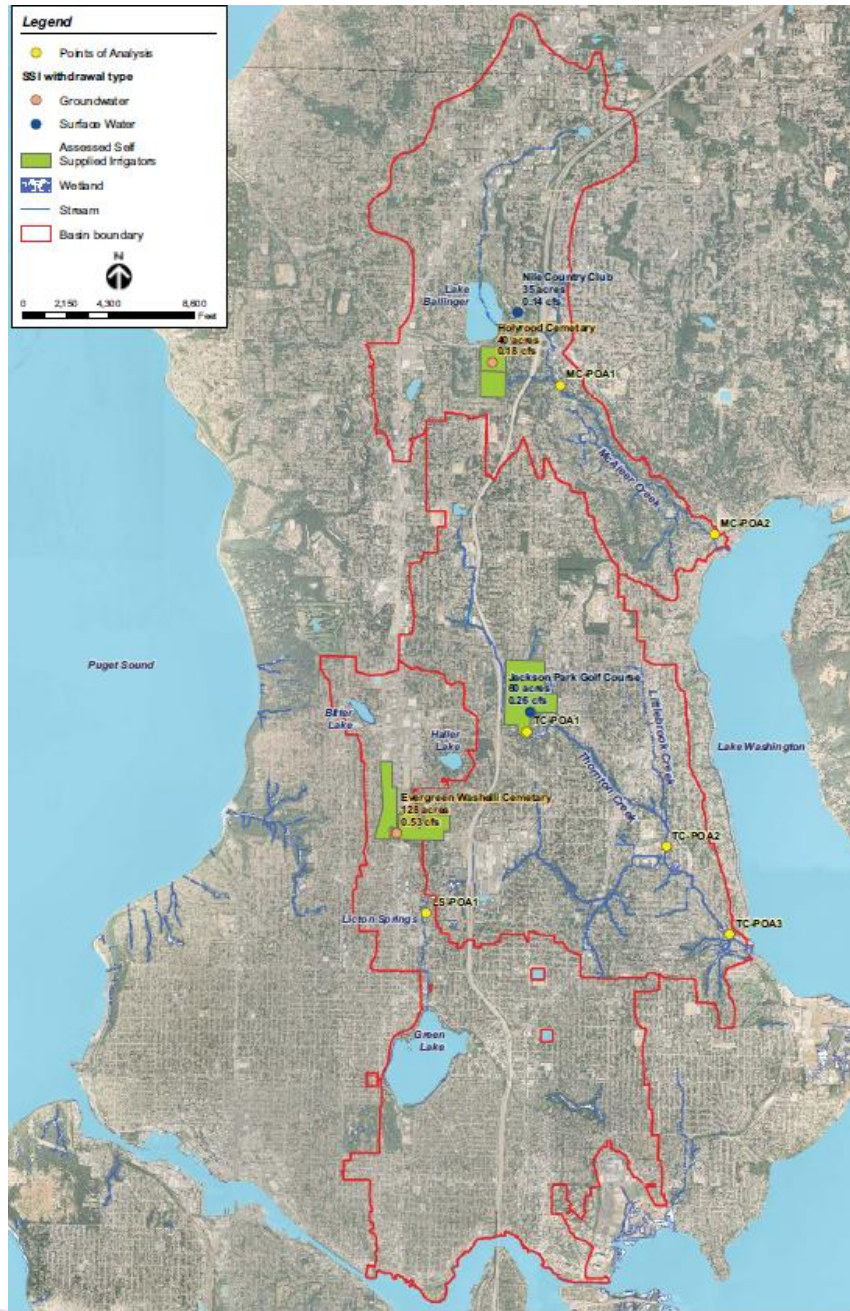 Legend
Points of Analysis
SSI withdrawal type
Groundwater
Surface Water
Assessed Self
Supplied Irrigators
Wetland
Stream
Basin boundary
N
0 2,150 4,300 8,600
Feet
Nile Country Club
35 acres
0.14 cfs
Lake
Ballinger
Holyrood Cemetary
40 acres
0.18 cfs
MC-POA1
McAleer Creek
MC-POA2
Puget Sound
Jackson Park Golf Course
60 acres
0.26 cfs
TC-POA1
Bitter
Lake
Haller
Lake
Littlebrook Creek
Lake Washington
Thornton Creek
Evergreen Washelli Cemetary
128 acres
0.53 cfs
TC-POA2
LS-POA1
Licton Springs
TC-POA3
Green
Lake